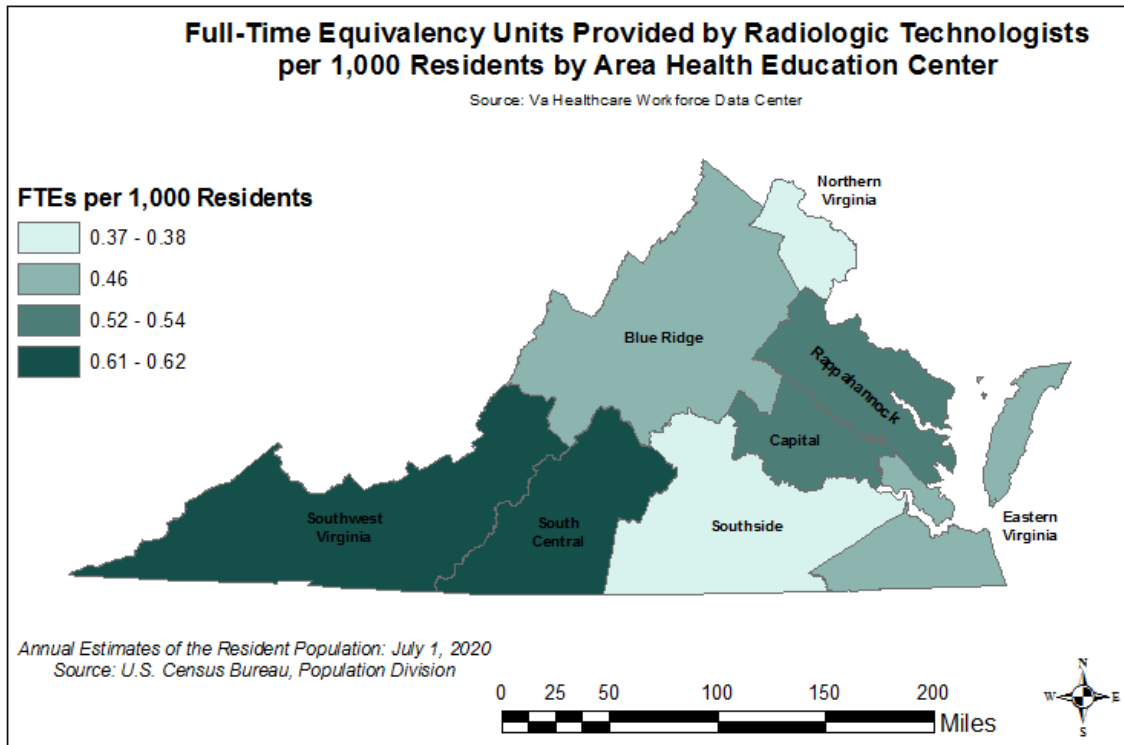 Full-Time Equivalency Units Provided by Radiologic Technologists
per 1,000 Residents by Area Health Education Center
Source: Va Healthcare Workforce Data Center
FTEs per 1,000 Residents
0.37 - 0.38
0.46
0.52 - 0.54
0.61 - 0.62
Northern
Virginia
Blue Ridge
Rappahannock
Capital
Southwest
Virginia
South
Central
Southside
Eastern
Virginia
Annual Estimates of the Resident Population: July 1, 2020
Source: U.S. Census Bureau, Population Division
0 25 50 100 150 200
Miles
N
W E
S